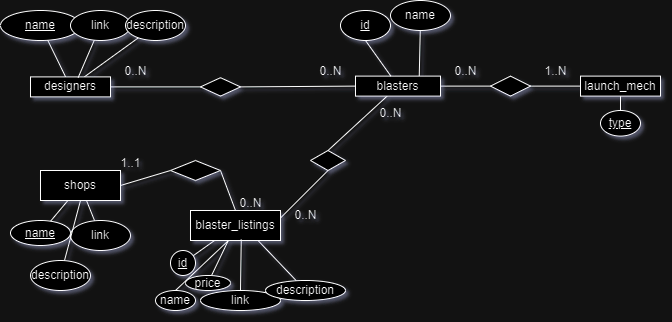 name
link
description
id
name
0..N
0..N
0..N
1..N
designers
blasters
launch_mech
0..N
type
1..1
shops
0..N
0..N
blaster_listings
name
link
id
description
price
description
name
link